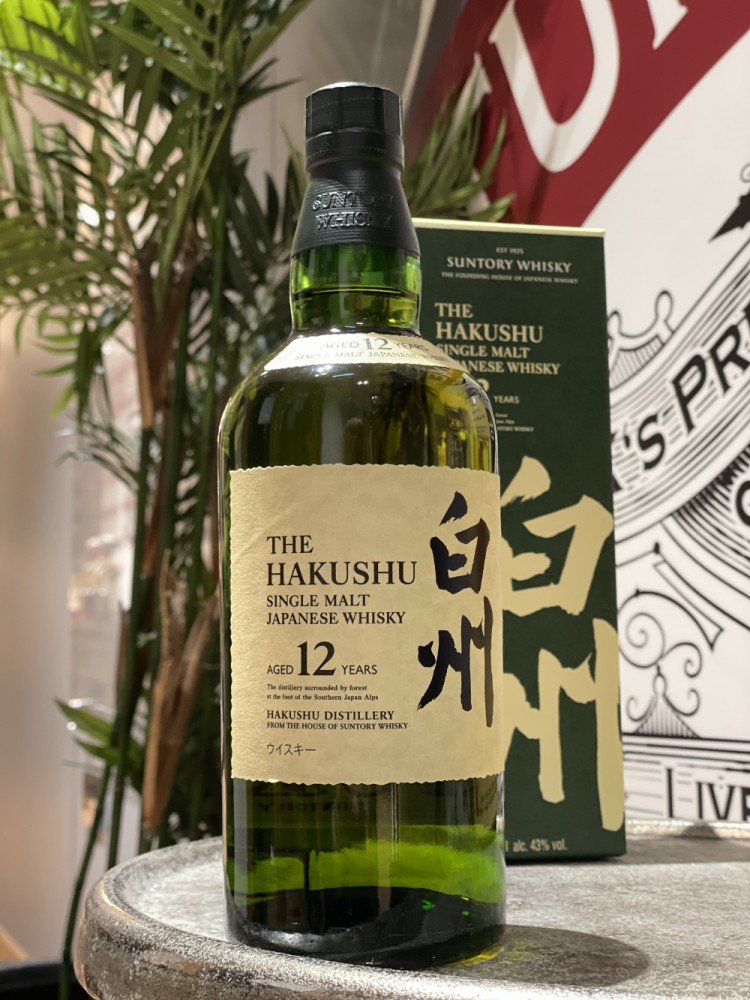 SUNTORY
WHISKY
AGED 12 YEARS
SINGLE MALT JAPANESE WHISKY
THE
HAKUSHU
SINGLE MALT
JAPANESE WHISKY
AGED 12 YEARS
The distillery surrounded by forest
at the foot of the Southern Japan Alps
HAKUSHU DISTILLERY
FROM THE HOUSE OF SUNTORY WHISKY
ウイスキー
白州
EST 1923
SUNTORY WHISKY
THE FOUNDING HOUSE OF JAPANESE WHISKY
THE
HAKUSHU
SINGLE MALT
JAPANESE WHISKY
YEARS
白州
alc. 43% vol.